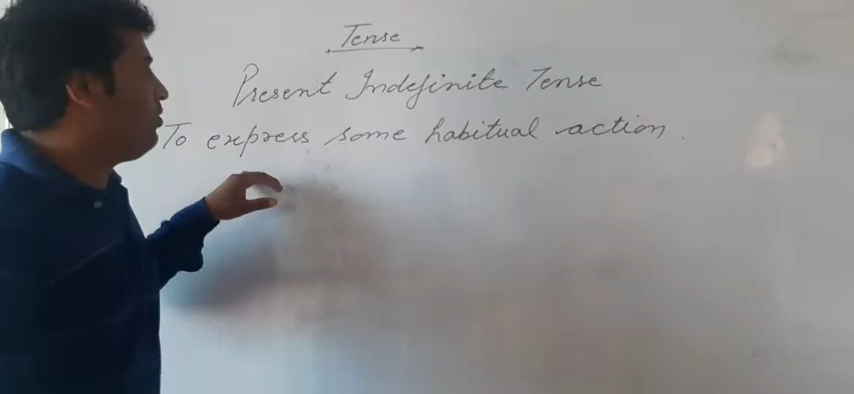 Tense
Present Indefinite Tense
To express some habitual action.